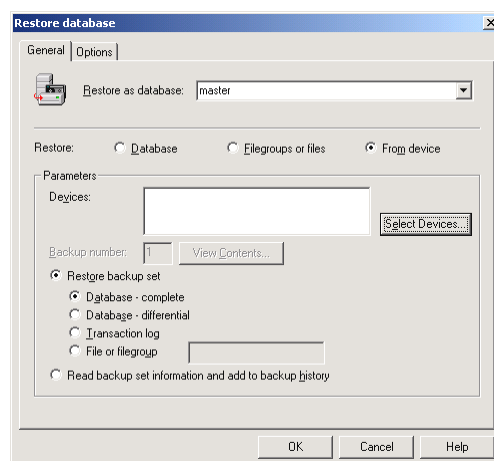 Restore database
General Options
Restore as database: master
Restore: Database Filegroups or files From device
Parameters
Devices:
Select Devices...
Backup number: 1 View Contents...
Restore backup set
Database - complete
Database - differential
Transaction log
File or filegroup
Read backup set information and add to backup history
OK Cancel Help